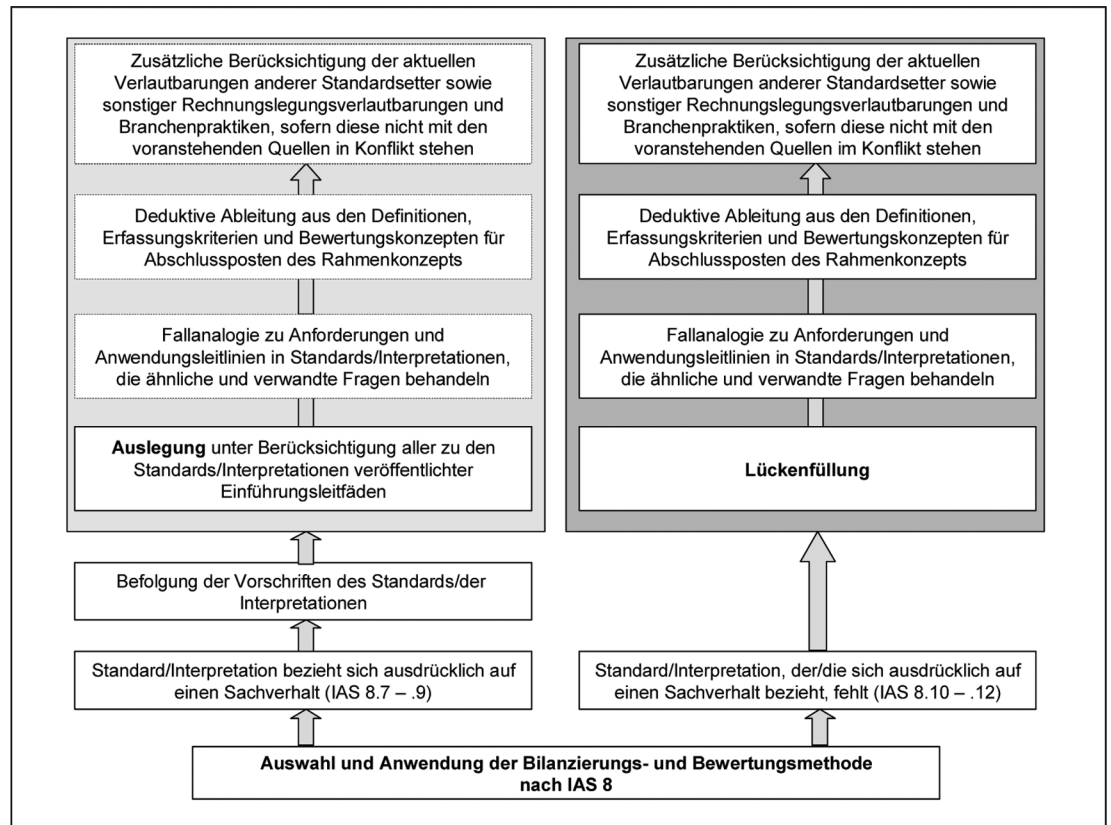 Zusätzliche Berücksichtigung der aktuellen
Verlautbarungen anderer Standardsetter sowie
sonstiger Rechnungslegungsverlautbarungen und
Branchenpraktiken, sofern diese nicht mit den
voranstehenden Quellen in Konflikt stehen
Deduktive Ableitung aus den Definitionen,
Erfassungskriterien und Bewertungskonzepten für
Abschlussposten des Rahmenkonzepts
Fallanalogie zu Anforderungen und
Anwendungsleitlinien in Standards/Interpretationen,
die ähnliche und verwandte Fragen behandeln
Auslegung unter Berücksichtigung aller zu den
Standards/Interpretationen veröffentlichter
Einführungsleitfäden
Befolgung der Vorschriften des Standards/der
Interpretationen
Standard/Interpretation bezieht sich ausdrücklich auf
einen Sachverhalt (IAS 8.7 – .9)
Zusätzliche Berücksichtigung der aktuellen
Verlautbarungen anderer Standardsetter sowie
sonstiger Rechnungslegungsverlautbarungen und
Branchenpraktiken, sofern diese nicht mit den
voranstehenden Quellen im Konflikt stehen
Deduktive Ableitung aus den Definitionen,
Erfassungskriterien und Bewertungskonzepten für
Abschlussposten des Rahmenkonzepts
Fallanalogie zu Anforderungen und
Anwendungsleitlinien in Standards/Interpretationen,
die ähnliche und verwandte Fragen behandeln
Lückenfüllung
Standard/Interpretation, der/die sich ausdrücklich auf
einen Sachverhalt bezieht, fehlt (IAS 8.10 – .12)
Auswahl und Anwendung der Bilanzierungs- und Bewertungsmethode
nach IAS 8